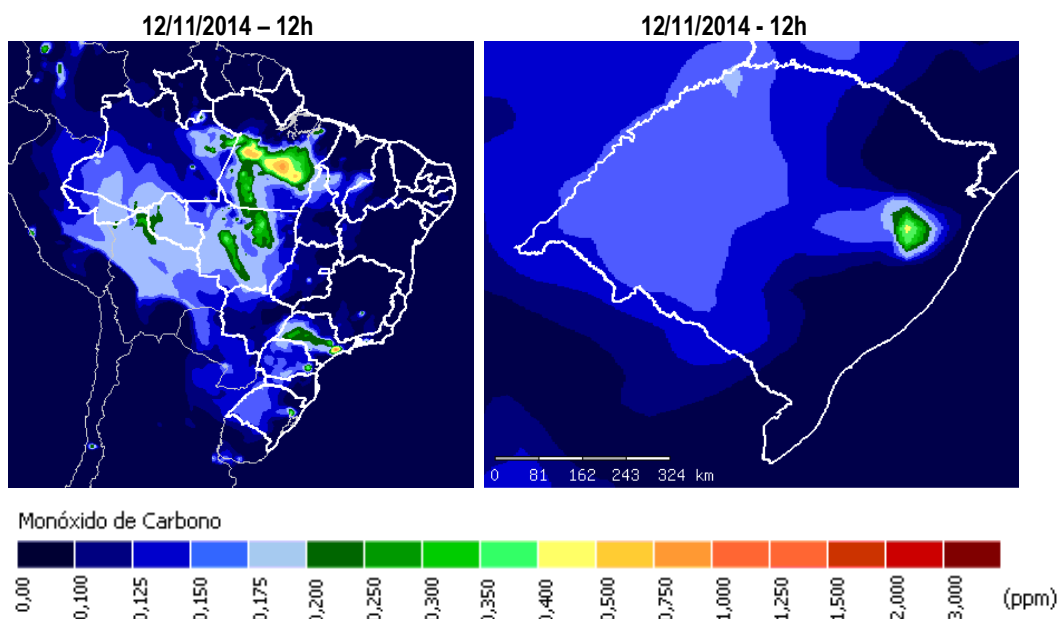 12/11/2014 – 12h
12/11/2014 - 12h
0 81 162 243 324 km
Monóxido de Carbono
0,00 0,100 0,125 0,150 0,175 0,200 0,250 0,300 0,350 0,400 0,500 0,750 1,000 1,250 1,500 2,000 3,000 (ppm)